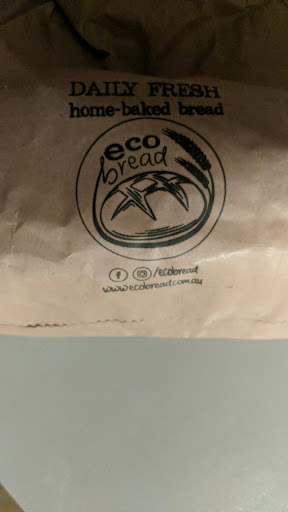 DAILY FRESH
home-baked bread
eco
bread
/ecobread
www.ecobread.com.au